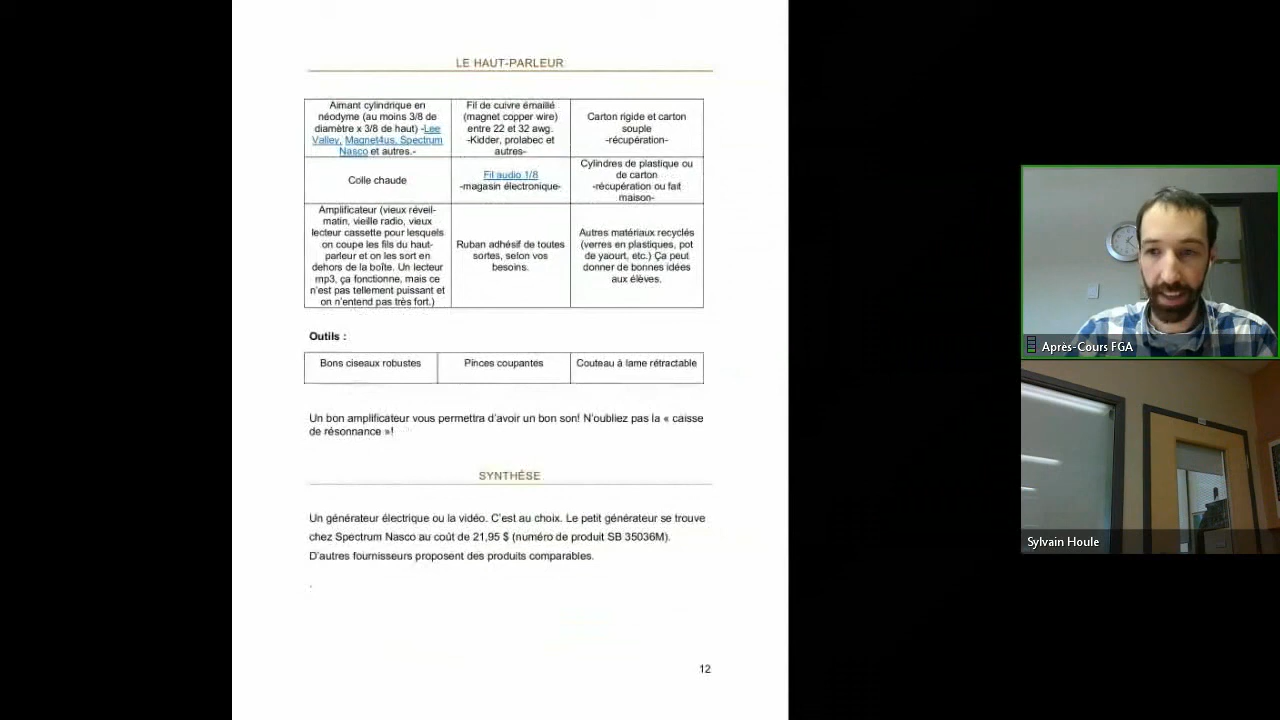 LE HAUT-PARLEUR
Aimant cylindrique en
néodyme (au moins 3/8 de
diamètre x 3/8 de haut) -Lee
Valley, Magnet4us, Spectrum
Nasco et autres.-
Fil de cuivre émaillé
(magnet copper wire)
entre 22 et 32 awg.
-Kidder, prolabec et
autres-
Carton rigide et carton
souple
-récupération-
Colle chaude
Fil audio 1/8
-magasin électronique-
Cylindres de plastique ou
de carton
-récupération ou fait
maison-
Amplificateur (vieux réveil-
matin, vieille radio, vieux
lecteur cassette pour lesquels
on coupe les fils du haut-
parleur et on les sort en
dehors de la boîte. Un lecteur
mp3, ça fonctionne, mais ce
n'est pas tellement puissant et
on n'entend pas très fort.)
Ruban adhésif de toutes
sortes, selon vos
besoins.
Autres matériaux recyclés
(verres en plastiques, pot
de yaourt, etc.) Ça peut
donner de bonnes idées
aux élèves.
Outils :
Bons ciseaux robustes
Pinces coupantes
Couteau à lame rétractable
Un bon amplificateur vous permettra d'avoir un bon son! N'oubliez pas la « caisse
de résonnance »!
SYNTHÈSE
Un générateur électrique ou la vidéo. C'est au choix. Le petit générateur se trouve
chez Spectrum Nasco au coût de 21,95 $ (numéro de produit SB 35036M).
D'autres fournisseurs proposent des produits comparables.
.
12
Après-Cours FGA
Sylvain Houle